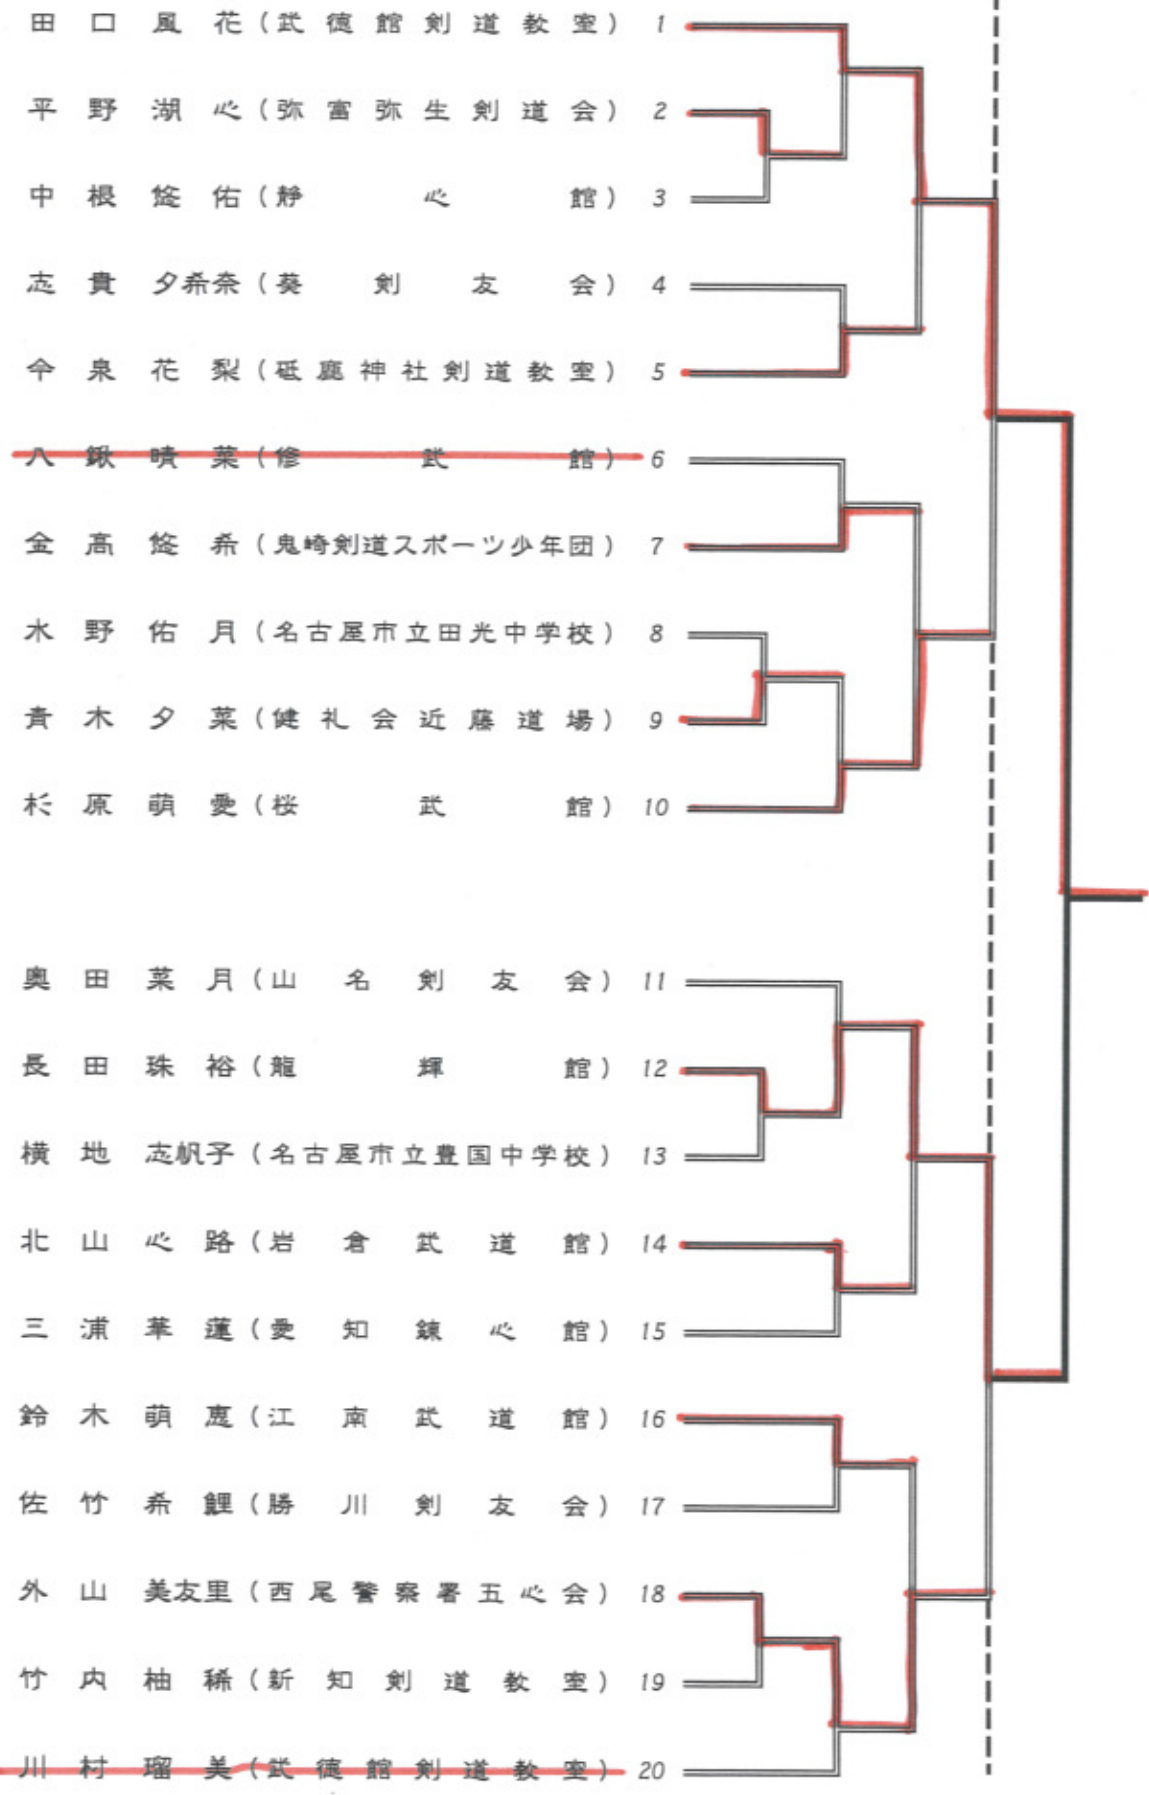 田口風花(武徳館剣道教室) 1
平野湖心(弥富弥生剣道会) 2
中根悠佑(静心館) 3
志貴夕希奈(葵剣友会) 4
今泉花梨(砥鹿神社剣道教室) 5
八鍬晴菜(修武館) 6
金高悠希(鬼崎剣道スポーツ少年団) 7
水野佑月(名古屋市立田光中学校) 8
青木夕菜(健礼会近藤道場) 9
杉原萌愛(桜武館) 10
奥田菜月(山名剣友会) 11
長田珠裕(龍輝館) 12
横地志帆子(名古屋市立豊国中学校) 13
北山心路(岩倉武道館) 14
三浦華蓮(愛知錬心館) 15
鈴木萌恵(江南武道館) 16
佐竹希鯉(勝川剣友会) 17
外山美友里(西尾警察署五心会) 18
竹内柚稀(新知剣道教室) 19
川村瑠美(武徳館剣道教室) 20